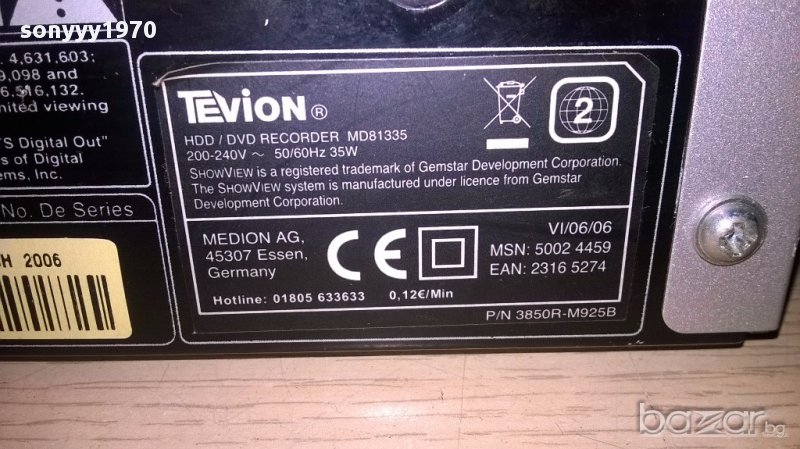 sonyyy1970
4,631,603;
9,098 and
6,516,132.
limited viewing
TS Digital Out"
s of Digital
ems, Inc.
No. De Series
CH 2006
TEVION®
HDD / DVD RECORDER MD81335
200-240V ~ 50/60Hz 35W
2
SHOWVIEW is a registered trademark of Gemstar Development Corporation.
The SHOWVIEW system is manufactured under licence from Gemstar
Development Corporation.
MEDION AG,
45307 Essen,
Germany
CE
VI/06/06
MSN: 5002 4459
EAN: 2316 5274
Hotline: 01805 633633 0,12€/Min
P/N 3850R-M925B
bazar.bg